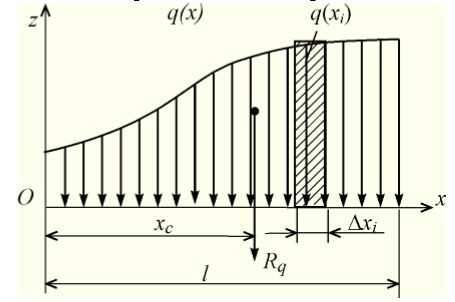 z q(x) q(xᵢ)
O x
x_c Δxᵢ
R_q
l